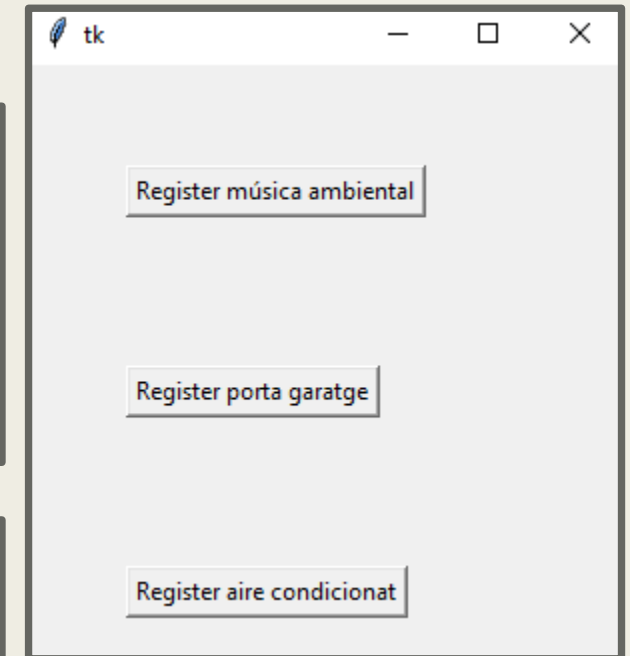 tk
Register música ambiental
Register porta garatge
Register aire condicionat